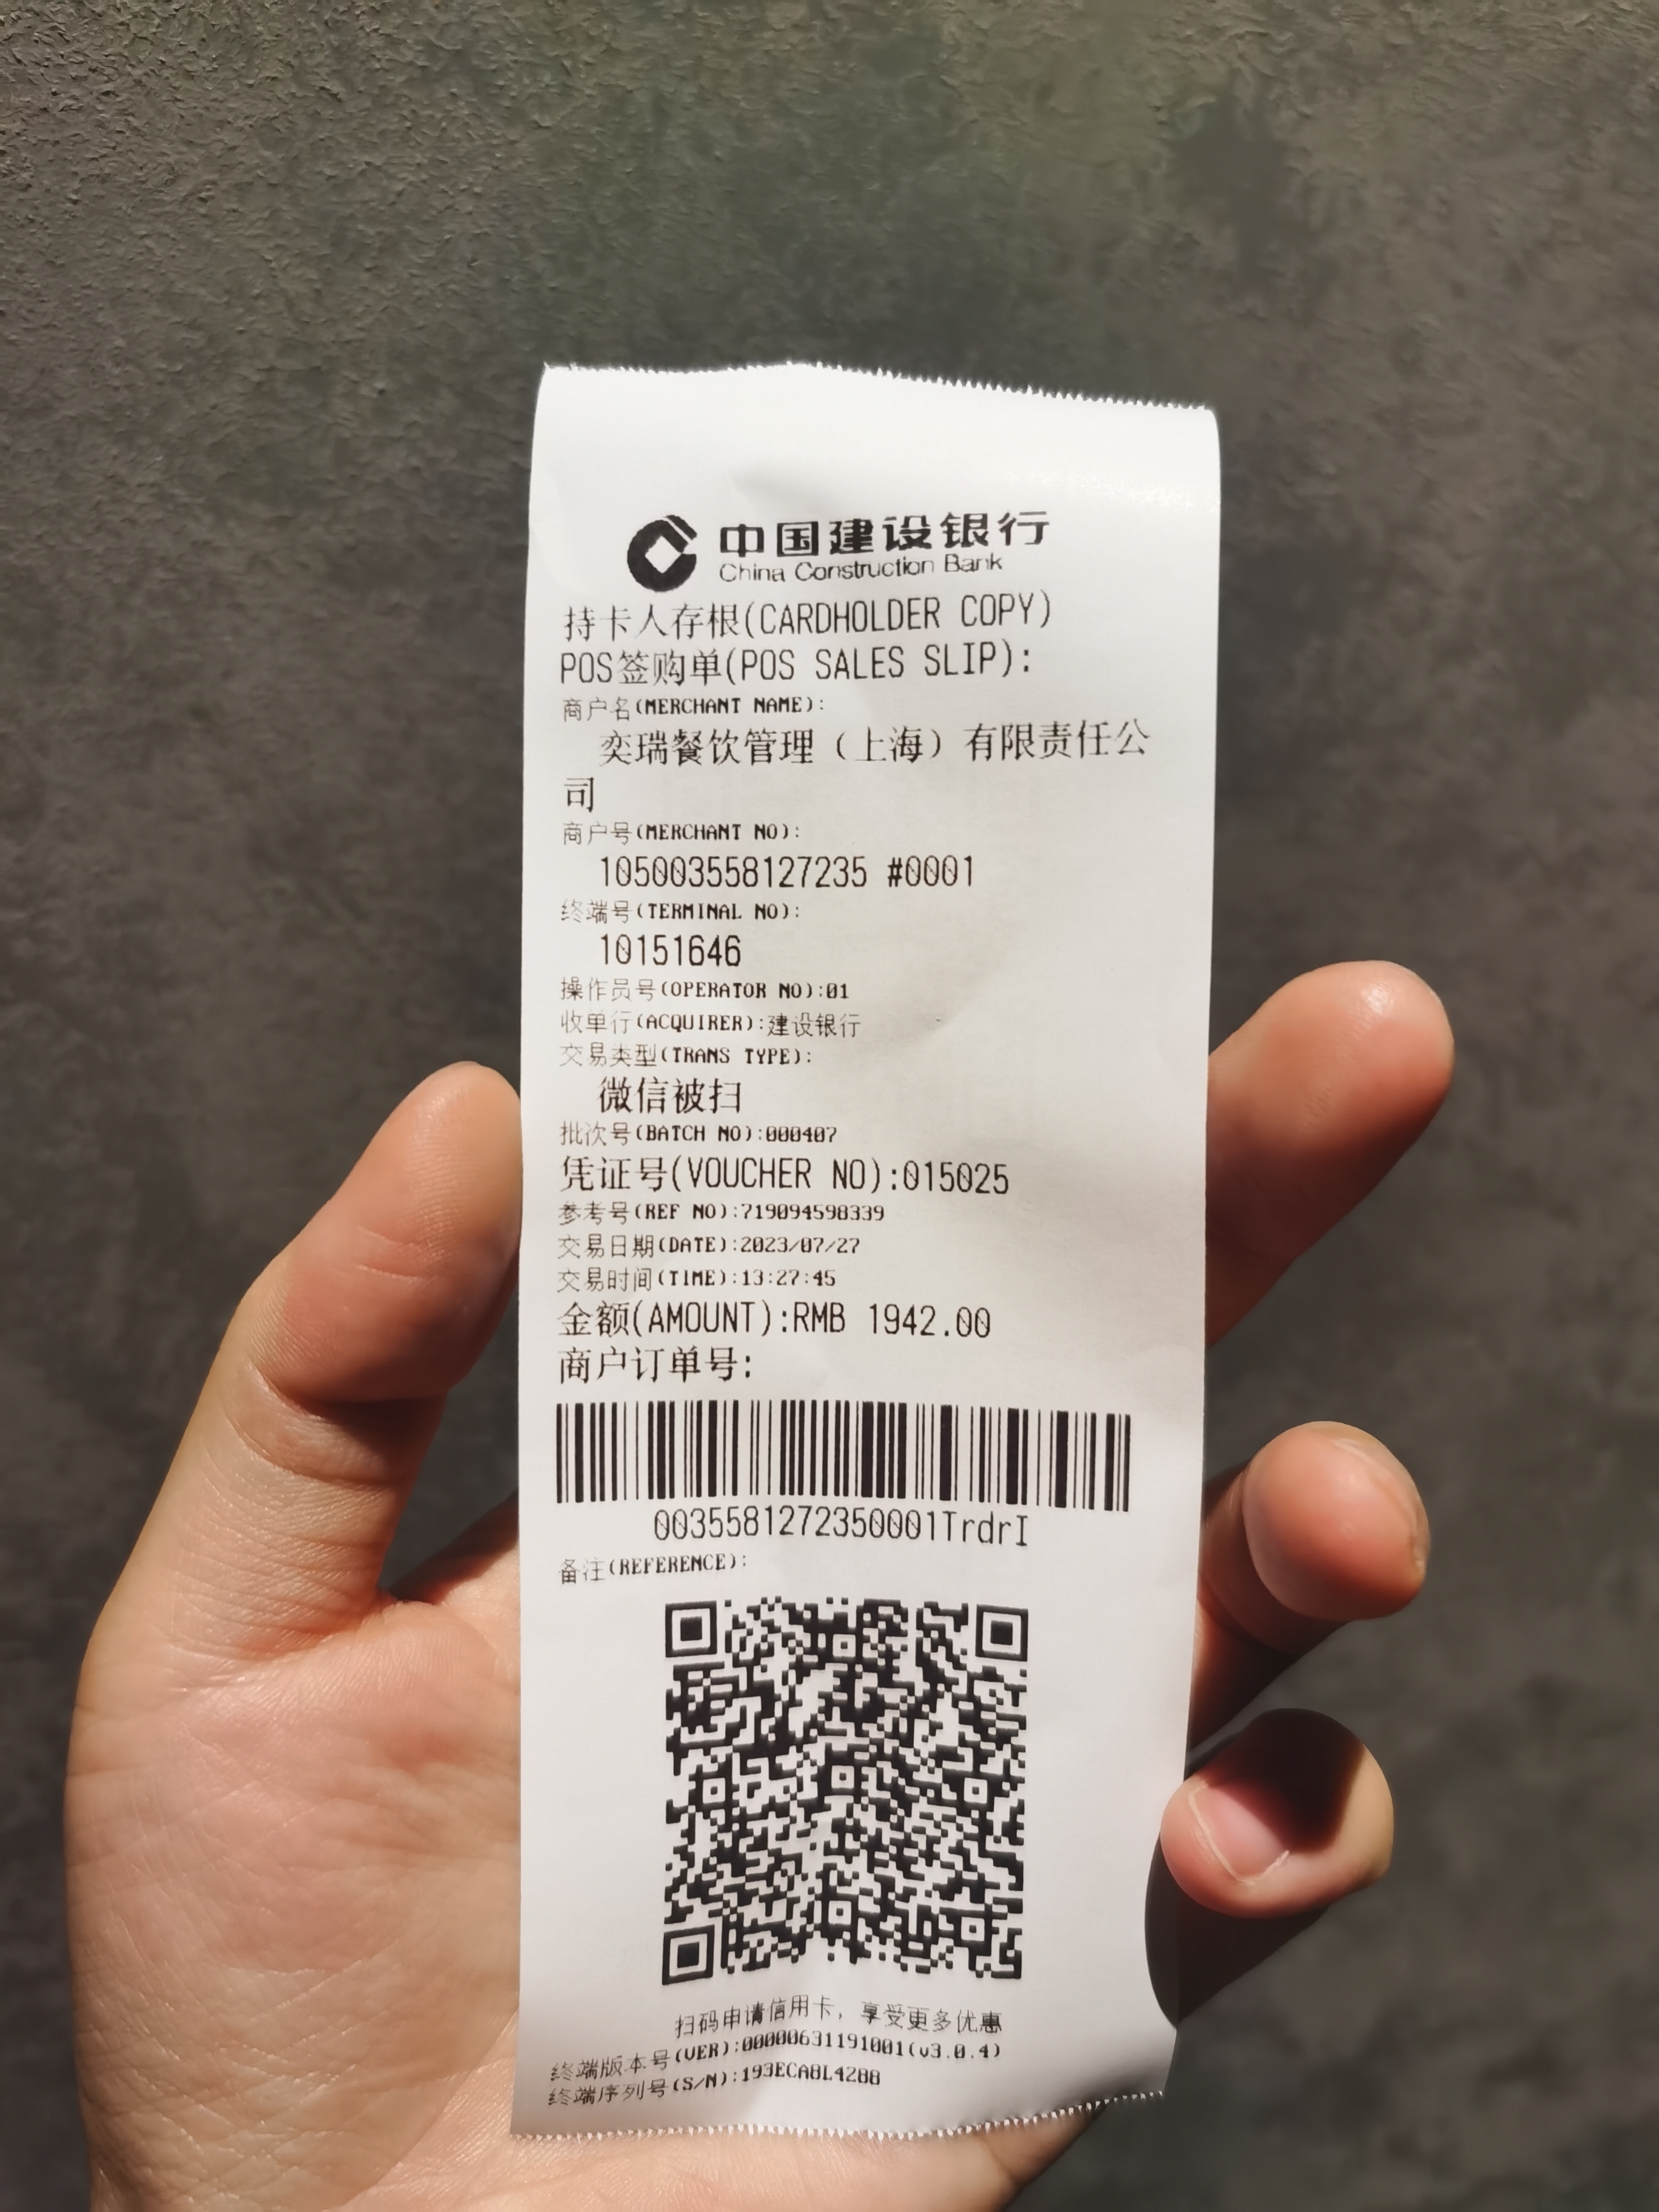 中国建设银行
China Construction Bank
持卡人存根(CARDHOLDER COPY)
POS签购单(POS SALES SLIP):
商户名(MERCHANT NAME):
奕瑞餐饮管理（上海）有限责任公
司
商户号(MERCHANT NO):
105003558127235 #0001
终端号(TERMINAL NO):
10151646
操作员号(OPERATOR NO):01
收单行(ACQUIRER):建设银行
交易类型(TRANS TYPE):
微信被扫
批次号(BATCH NO):000407
凭证号(VOUCHER NO):015025
参考号(REF NO):719094598339
交易日期(DATE):2023/07/27
交易时间(TIME):13:27:45
金额(AMOUNT):RMB 1942.00
商户订单号:
0035581272350001TrdrI
备注(REFERENCE):
扫码申请信用卡，享受更多优惠
终端版本号(VER):00000631191001(v3.0.4)
终端序列号(S/N):193ECA8L4288